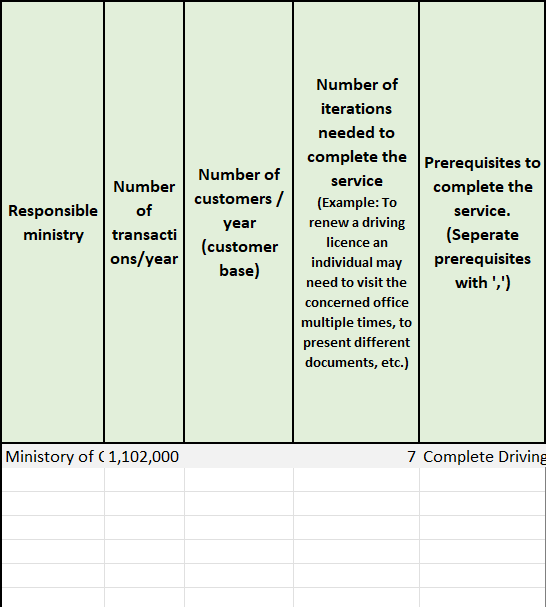 Responsible
ministry
Number
of
transacti
ons/year
Number of
customers /
year
(customer
base)
Number of
iterations
needed to
complete the
service
(Example: To
renew a driving
licence an
individual may
need to visit the
concerned office
multiple times, to
present different
documents, etc.)
Prerequisites to
complete the
service.
(Seperate
prerequisites
with ',')
Ministory of 1,102,000 7 Complete Driving